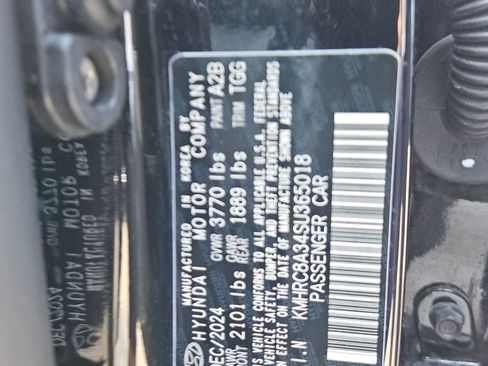 MANUFACTURED IN KOREA BY
HYUNDAI MOTOR COMPANY
DEC/2024 GVWR 3770 lbs PAINT A2B
GAWR FRONT 2101 lbs GAWR REAR 1889 lbs TRIM TGG
THIS VEHICLE CONFORMS TO ALL APPLICABLE U.S.A. FEDERAL
MOTOR VEHICLE SAFETY, BUMPER, AND THEFT PREVENTION STANDARDS
IN EFFECT ON THE DATE OF MANUFACTURE SHOWN ABOVE
KMHRC8A34SU365018
V.I.N PASSENGER CAR